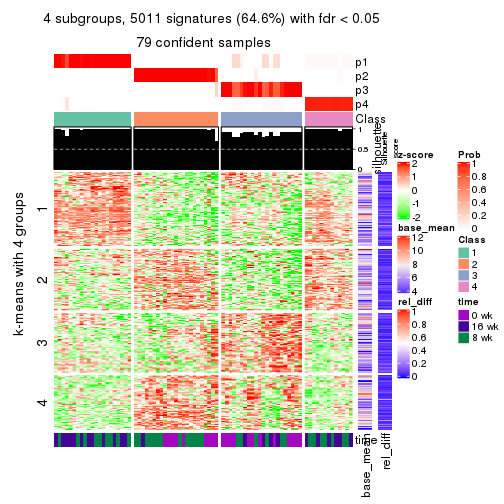 4 subgroups, 5011 signatures (64.6%) with fdr < 0.05
79 confident samples
p1
p2
p3
p4
Class
1
0.5
0
silhouette
Silhouette
score
k-means with 4 groups
1
2
3
4
time
base_mean
rel_diff
z-score
2
1
0
-1
-2
base_mean
12
10
8
6
4
rel_diff
1
0.8
0.6
0.4
0.2
0
Prob
1
0.8
0.6
0.4
0.2
0
Class
1
2
3
4
time
0 wk
16 wk
8 wk